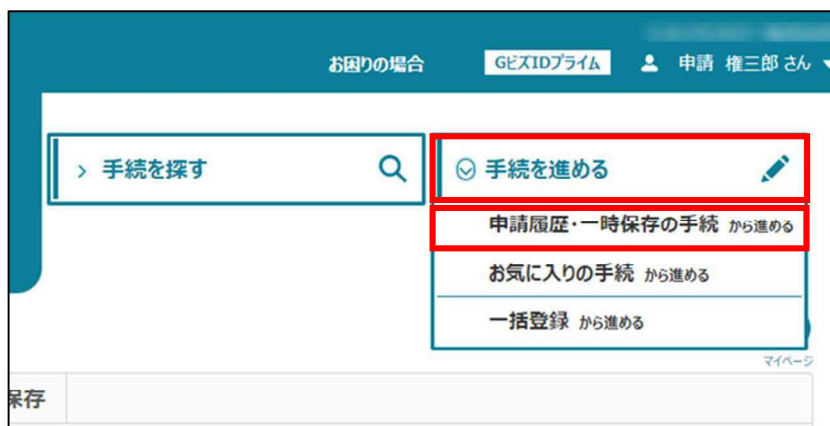 お困りの場合
GビズIDプライム
申請 権三郎 さん
手続を探す
手続を進める
申請履歴・一時保存の手続 から進める
お気に入りの手続 から進める
一括登録 から進める
マイページ
保存